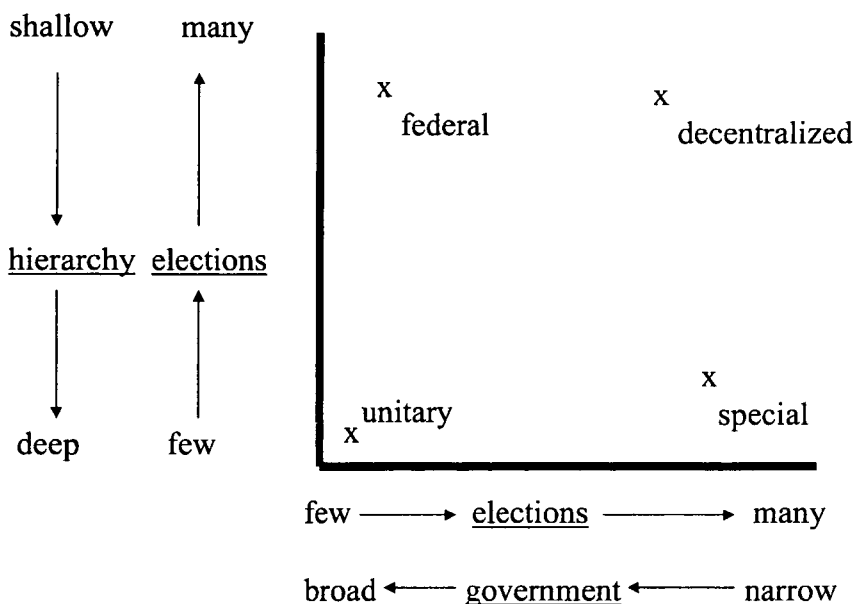 shallow many
x
x
federal
decentralized
hierarchy elections
x
unitary
special
x
deep few
few elections many
broad government narrow